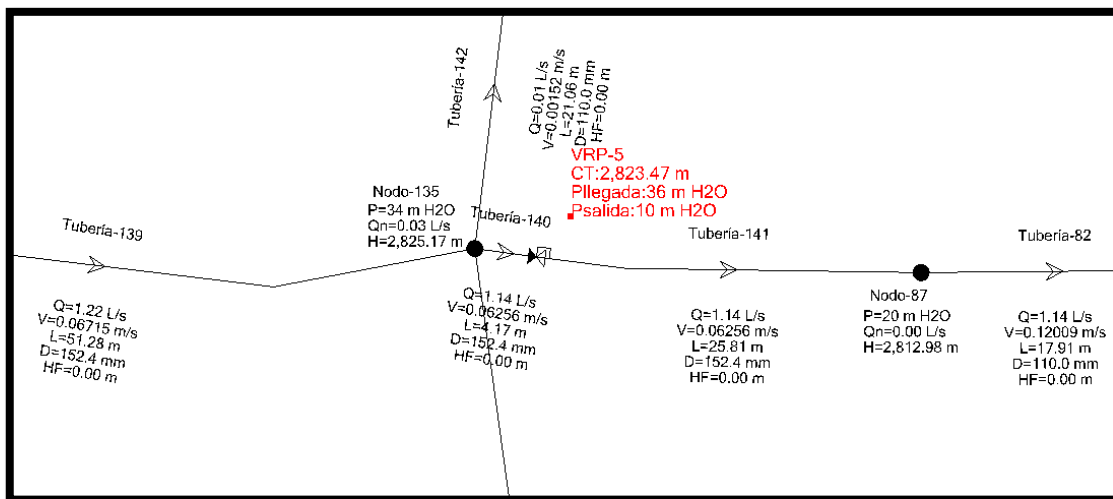 Tubería-139
Q=1.22 L/s
V=0.06715 m/s
L=51.28 m
D=152.4 mm
HF=0.00 m
Tubería-142
Q=0.01 L/s
V=0.00152 m/s
L=21.06 m
D=110.0 mm
HF=0.00 m
Nodo-135
P=34 m H2O
Qn=0.03 L/s
H=2,825.17 m
VRP-5
CT:2,823.47 m
Pllegada:36 m H2O
Psalida:10 m H2O
Tubería-140
Q=1.14 L/s
V=0.06256 m/s
L=4.17 m
D=152.4 mm
HF=0.00 m
Tubería-141
Q=1.14 L/s
V=0.06256 m/s
L=25.81 m
D=152.4 mm
HF=0.00 m
Nodo-87
P=20 m H2O
Qn=0.00 L/s
H=2,812.98 m
Tubería-82
Q=1.14 L/s
V=0.12009 m/s
L=17.91 m
D=110.0 mm
HF=0.00 m